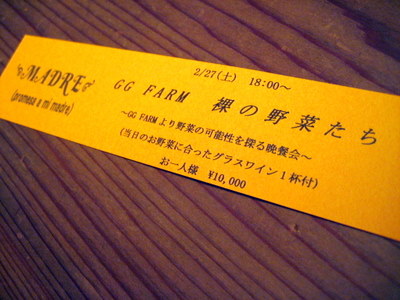 MADRE
(promesa a mi madre)
2/27(土) 18:00～
GG FARM 裸の野菜たち
～GG FARMより野菜の可能性を探る晩餐会～
(当日のお野菜に合ったグラスワイン1杯付)
お一人様 ¥10,000